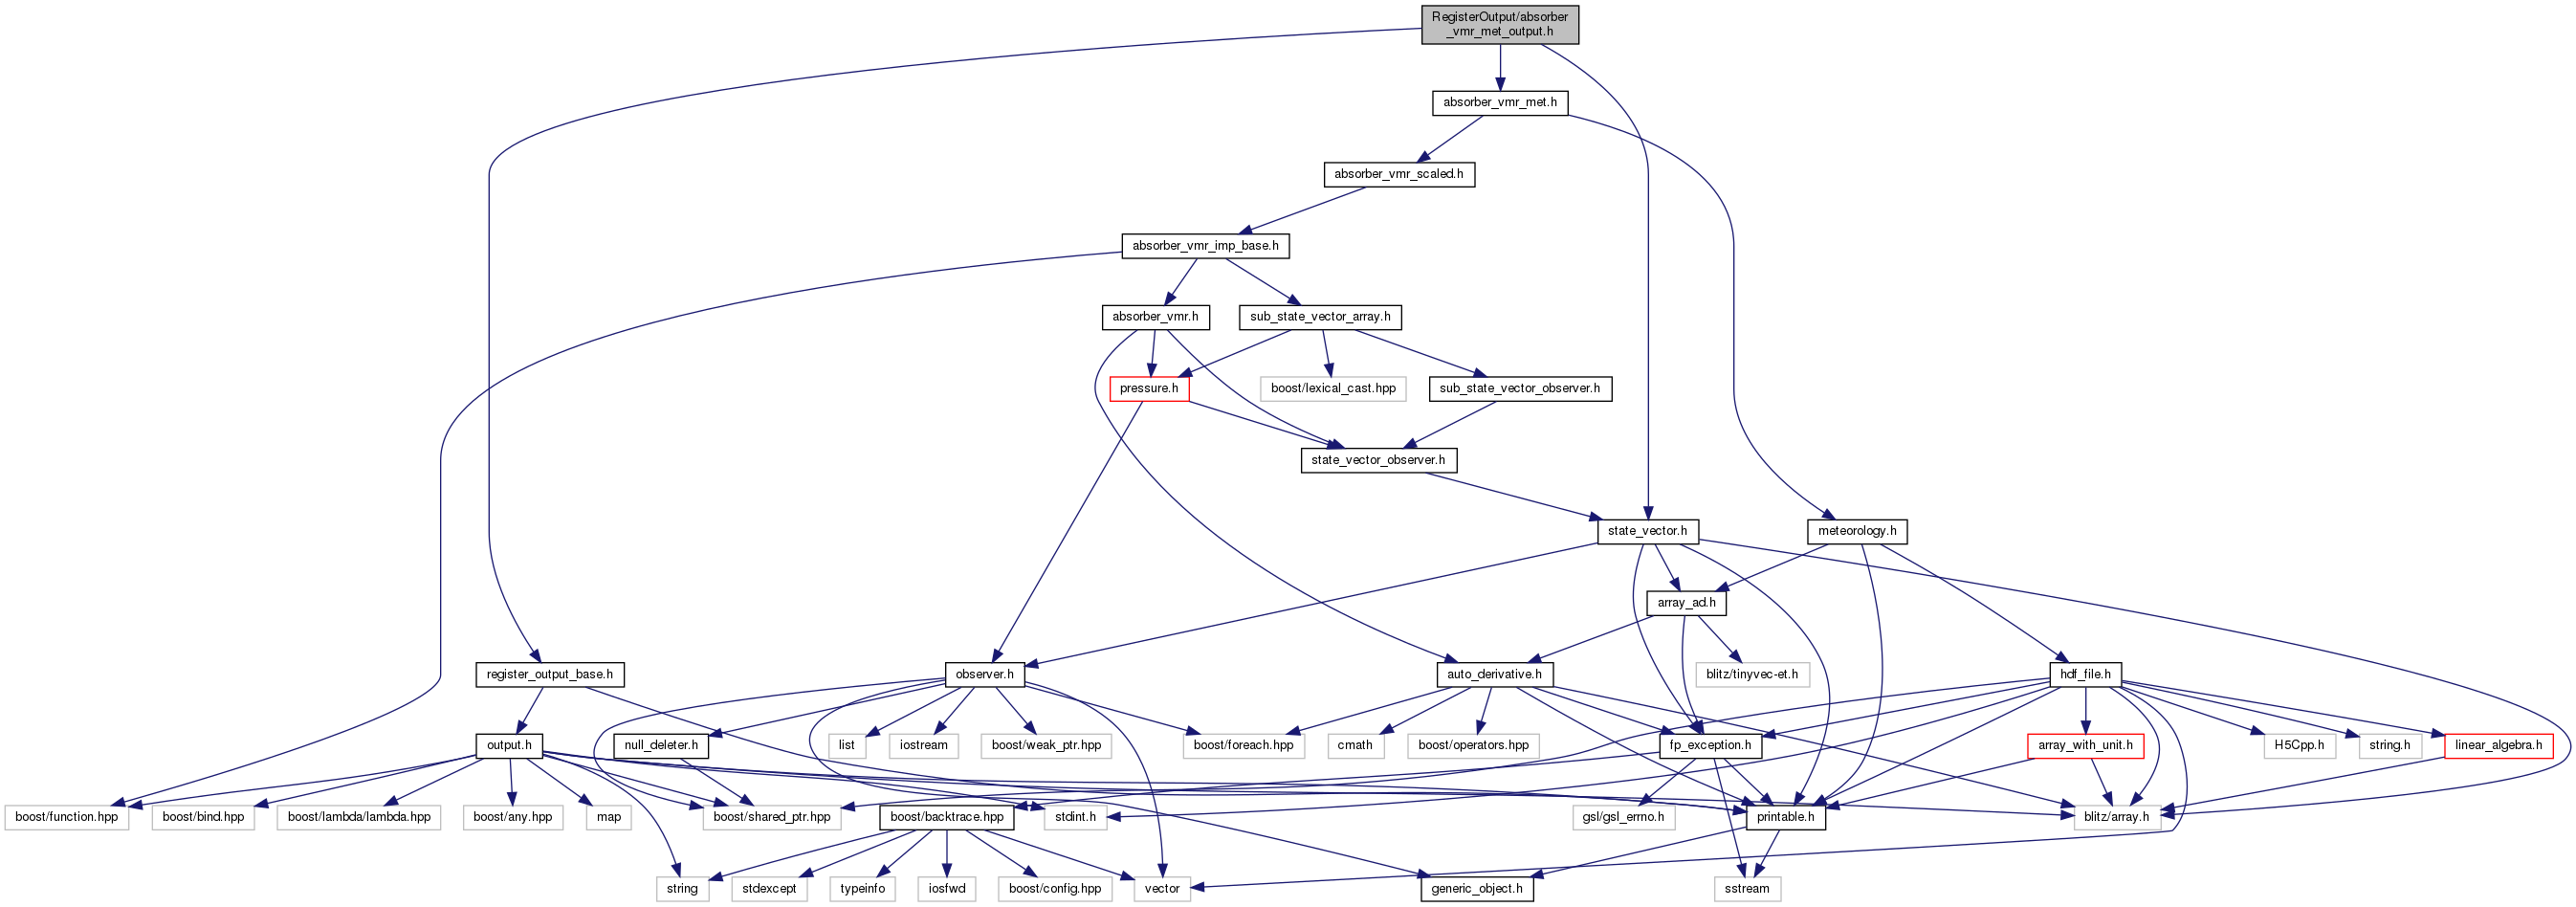 RegisterOutput/absorber
_vmr_met_output.h
absorber_vmr_met.h
absorber_vmr_scaled.h
absorber_vmr_imp_base.h
absorber_vmr.h
sub_state_vector_array.h
pressure.h
boost/lexical_cast.hpp
sub_state_vector_observer.h
state_vector_observer.h
state_vector.h
meteorology.h
array_ad.h
register_output_base.h
observer.h
auto_derivative.h
blitz/tinyvec-et.h
hdf_file.h
output.h
null_deleter.h
list
iostream
boost/weak_ptr.hpp
boost/foreach.hpp
cmath
boost/operators.hpp
fp_exception.h
array_with_unit.h
H5Cpp.h
string.h
linear_algebra.h
boost/function.hpp
boost/bind.hpp
boost/lambda/lambda.hpp
boost/any.hpp
map
boost/shared_ptr.hpp
boost/backtrace.hpp
stdint.h
gsl/gsl_errno.h
printable.h
blitz/array.h
string
stdexcept
typeinfo
iosfwd
boost/config.hpp
vector
generic_object.h
sstream